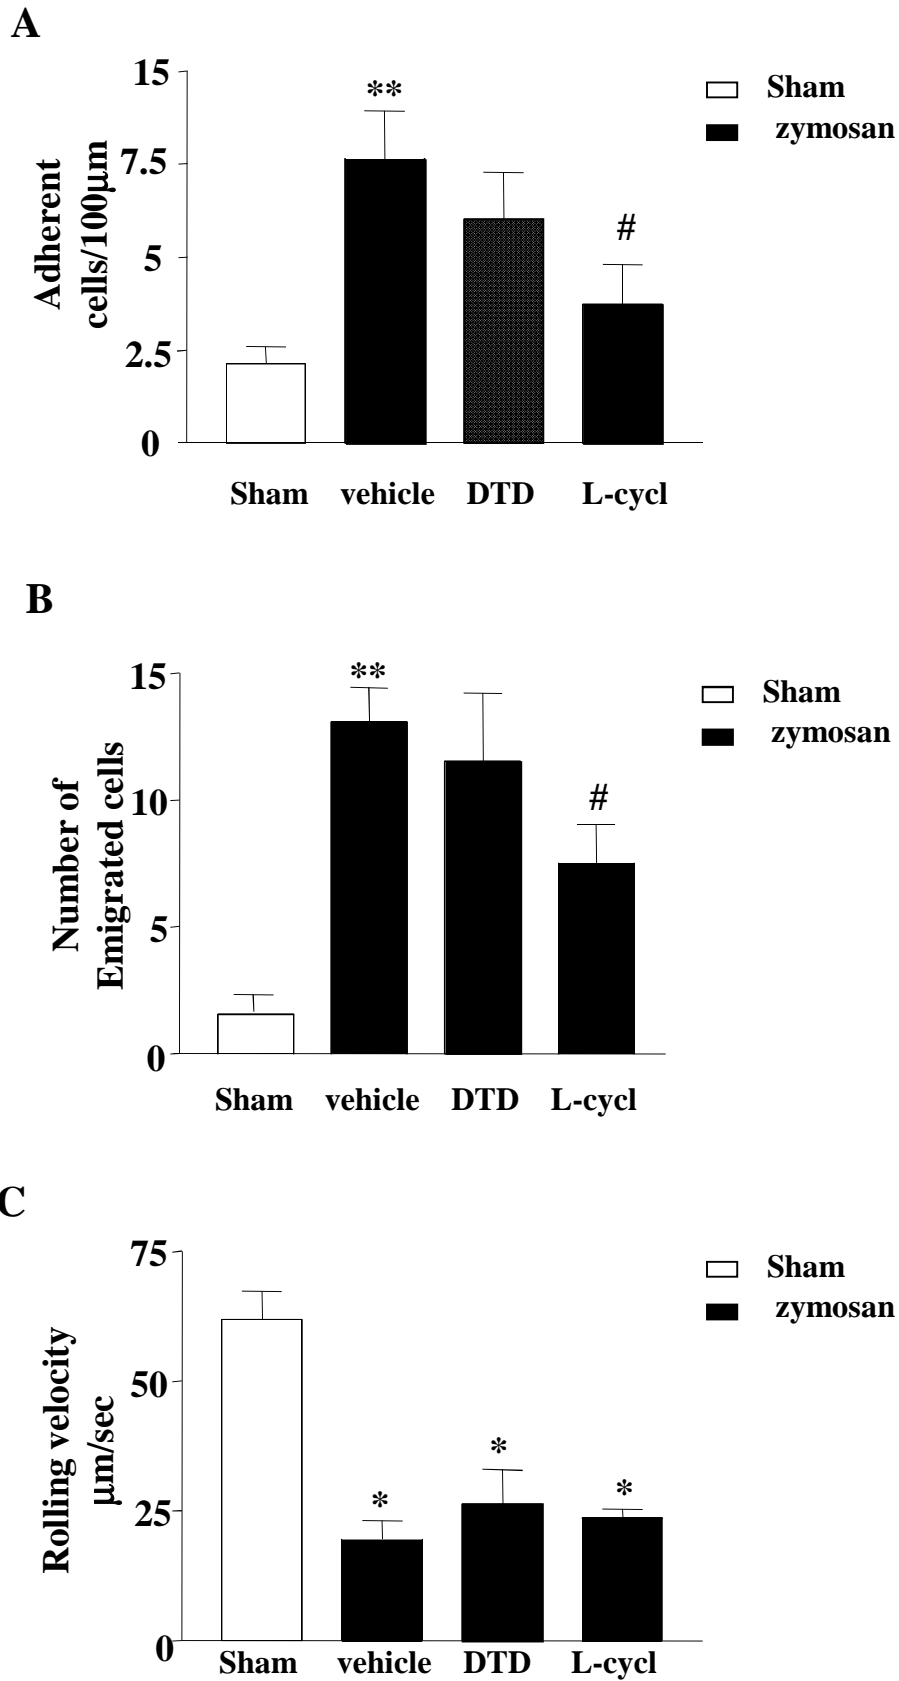 A
15
**
Sham
zymosan
7.5
Adherent
cells/100µm
5
#
2.5
0
Sham vehicle DTD L-cycl
B
15
**
Sham
zymosan
Number of
Emigrated cells
10
#
5
0
Sham vehicle DTD L-cycl
C
75
Sham
zymosan
Rolling velocity
µm/sec
50
*
*
*
25
0
Sham vehicle DTD L-cycl